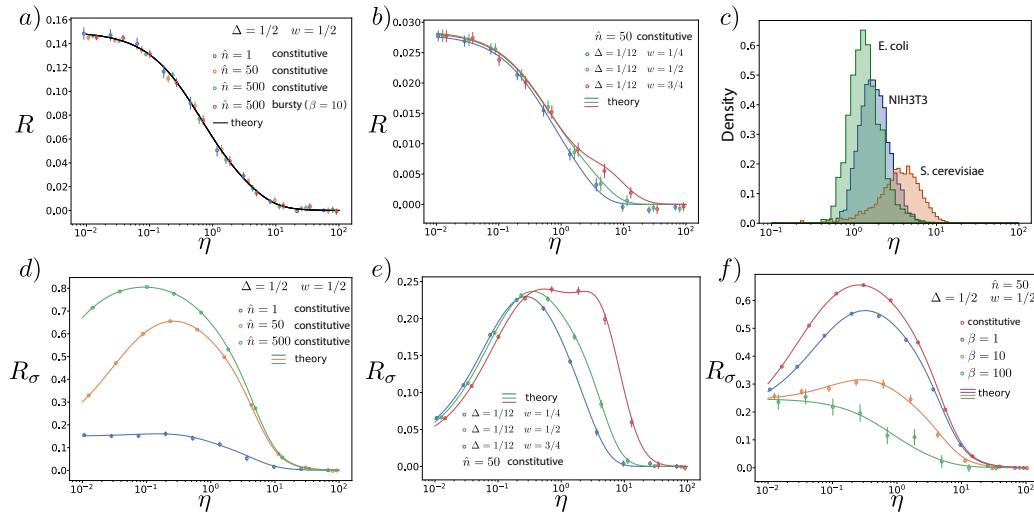 a)
Δ = 1/2 w = 1/2
n̂ = 1 constitutive
n̂ = 50 constitutive
n̂ = 500 constitutive
n̂ = 500 bursty (β = 10)
theory
R
0.16
0.14
0.12
0.10
0.08
0.06
0.04
0.02
0.00
10⁻² 10⁻¹ 10⁰ 10¹ 10²
η
b)
n̂ = 50 constitutive
Δ = 1/12 w = 1/4
Δ = 1/12 w = 1/2
Δ = 1/12 w = 3/4
theory
R
0.030
0.025
0.020
0.015
0.010
0.005
0.000
10⁻² 10⁻¹ 10⁰ 10¹ 10²
η
c)
E. coli
NIH3T3
S. cerevisiae
Density
0.6
0.5
0.4
0.3
0.2
0.1
0.0
10⁻¹ 10⁰ 10¹ 10²
η
d)
Δ = 1/2 w = 1/2
n̂ = 1 constitutive
n̂ = 50 constitutive
n̂ = 500 constitutive
theory
R_σ
0.8
0.7
0.6
0.5
0.4
0.3
0.2
0.1
0.0
10⁻² 10⁻¹ 10⁰ 10¹ 10²
η
e)
theory
Δ = 1/12 w = 1/4
Δ = 1/12 w = 1/2
Δ = 1/12 w = 3/4
n̂ = 50 constitutive
R_σ
0.25
0.20
0.15
0.10
0.05
0.00
10⁻² 10⁻¹ 10⁰ 10¹ 10²
η
f)
n̂ = 50
Δ = 1/2 w = 1/2
constitutive
β = 1
β = 10
β = 100
theory
R_σ
0.7
0.6
0.5
0.4
0.3
0.2
0.1
0.0
10⁻² 10⁻¹ 10⁰ 10¹ 10²
η